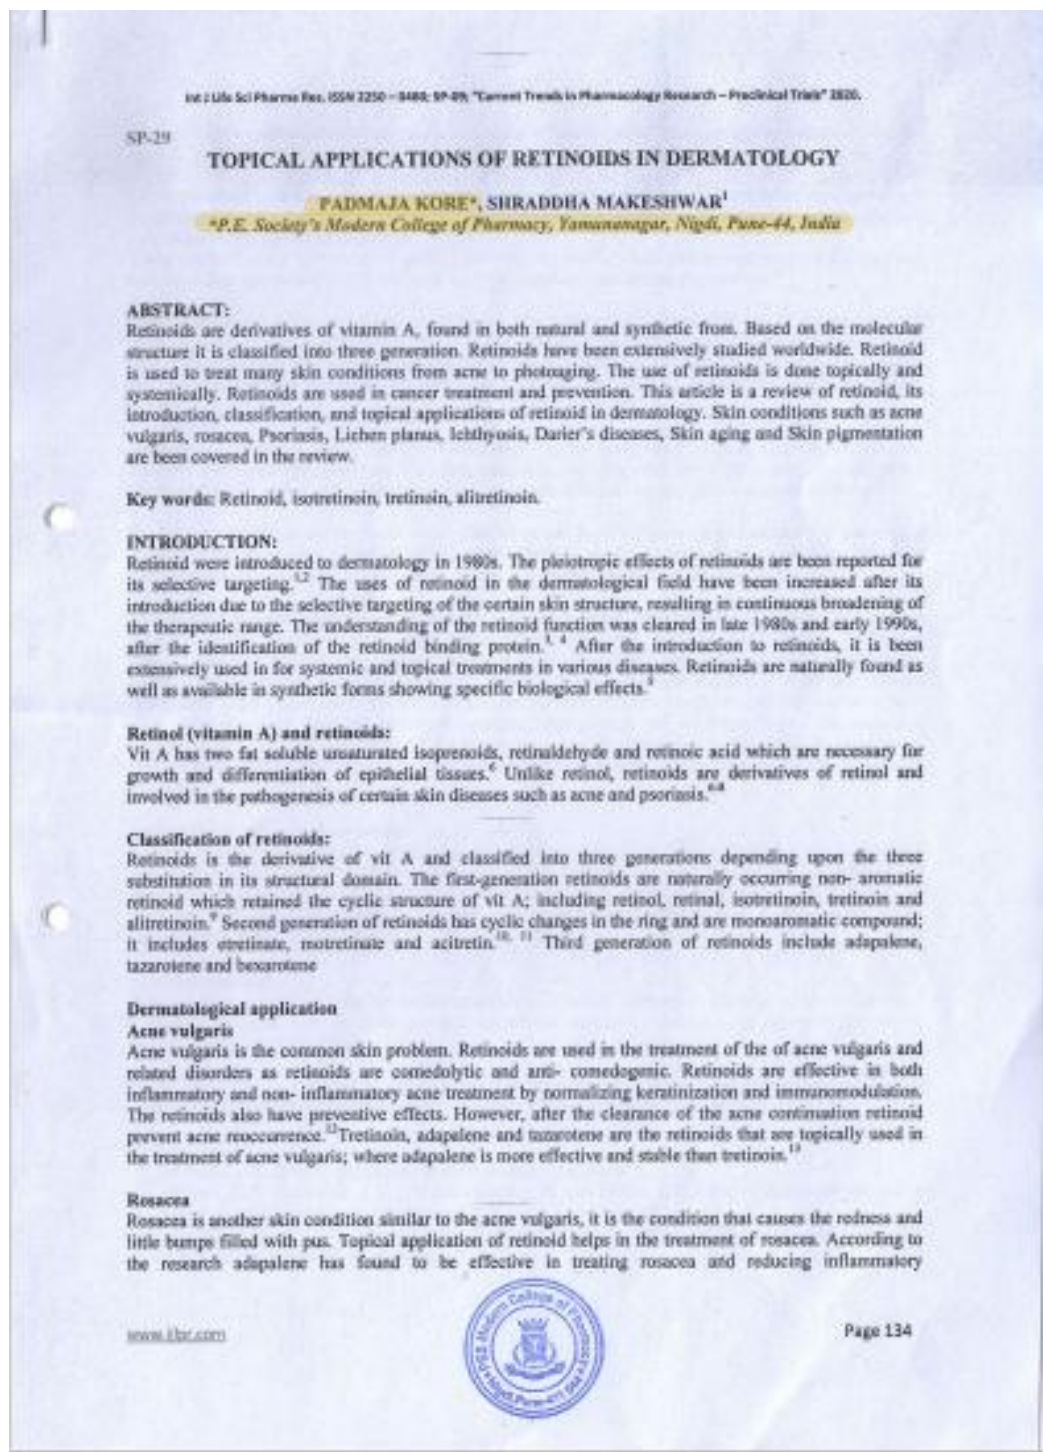 Int J Life Sci Pharma Res. ISSN 2250 – 0480; SP-09; "Current Trends in Pharmacology Research – Preclinical Trials" 2020.
SP-29
TOPICAL APPLICATIONS OF RETINOIDS IN DERMATOLOGY
PADMAJA KORE*, SHRADDHA MAKESHWAR¹
*P.E. Society's Modern College of Pharmacy, Yamunanagar, Nigdi, Pune-44, India
ABSTRACT:
Retinoids are derivatives of vitamin A, found in both natural and synthetic from. Based on the molecular
structure it is classified into three generation. Retinoids have been extensively studied worldwide. Retinoid
is used to treat many skin conditions from acne to photoaging. The use of retinoids is done topically and
systemically. Retinoids are used in cancer treatment and prevention. This article is a review of retinoid, its
introduction, classification, and topical applications of retinoid in dermatology. Skin conditions such as acne
vulgaris, rosacea, Psoriasis, Lichen planus, Ichthyosis, Darier's diseases, Skin aging and Skin pigmentation
are been covered in the review.
Key words: Retinoid, isotretinoin, tretinoin, alitretinoin.
INTRODUCTION:
Retinoid were introduced to dermatology in 1980s. The pleiotropic effects of retinoids are been reported for
its selective targeting.¹,² The uses of retinoid in the dermatological field have been increased after its
introduction due to the selective targeting of the certain skin structure, resulting in continuous broadening of
the therapeutic range. The understanding of the retinoid function was cleared in late 1980s and early 1990s,
after the identification of the retinoid binding protein.³, ⁴ After the introduction to retinoids, it is been
extensively used in for systemic and topical treatments in various diseases. Retinoids are naturally found as
well as available in synthetic forms showing specific biological effects.⁵
Retinol (vitamin A) and retinoids:
Vit A has two fat soluble unsaturated isoprenoids, retinaldehyde and retinoic acid which are necessary for
growth and differentiation of epithelial tissues.⁶ Unlike retinol, retinoids are derivatives of retinol and
involved in the pathogenesis of certain skin diseases such as acne and psoriasis.⁶⁻⁸
Classification of retinoids:
Retinoids is the derivative of vit A and classified into three generations depending upon the three
substitution in its structural domain. The first-generation retinoids are naturally occurring non- aromatic
retinoid which retained the cyclic structure of vit A; including retinol, retinal, isotretinoin, tretinoin and
alitretinoin.⁹ Second generation of retinoids has cyclic changes in the ring and are monoaromatic compound;
it includes etretinate, motretinate and acitretin.¹⁰, ¹¹ Third generation of retinoids include adapalene,
tazarotene and bexarotene
Dermatological application
Acne vulgaris
Acne vulgaris is the common skin problem. Retinoids are used in the treatment of the of acne vulgaris and
related disorders as retinoids are comedolytic and anti- comedogenic. Retinoids are effective in both
inflammatory and non- inflammatory acne treatment by normalizing keratinization and immunomodulation.
The retinoids also have preventive effects. However, after the clearance of the acne continuation retinoid
prevent acne reoccurrence.¹²Tretinoin, adapalene and tazarotene are the retinoids that are topically used in
the treatment of acne vulgaris; where adapalene is more effective and stable than tretinoin.¹³
Rosacea
Rosacea is another skin condition similar to the acne vulgaris, it is the condition that causes the redness and
little bumps filled with pus. Topical application of retinoid helps in the treatment of rosacea. According to
the research adapalene has found to be effective in treating rosacea and reducing inflammatory
Modern College of Pharmacy
Page 134